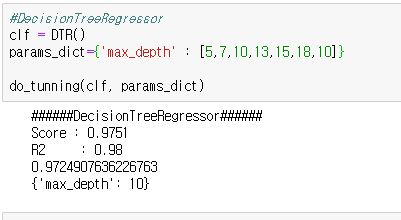 #DecisionTreeRegressor
clf = DTR()
params_dict={'max_depth' : [5,7,10,13,15,18,10]}
do_tunning(clf, params_dict)
######DecisionTreeRegressor######
Score : 0.9751
R2 : 0.98
0.9724907636226763
{'max_depth': 10}